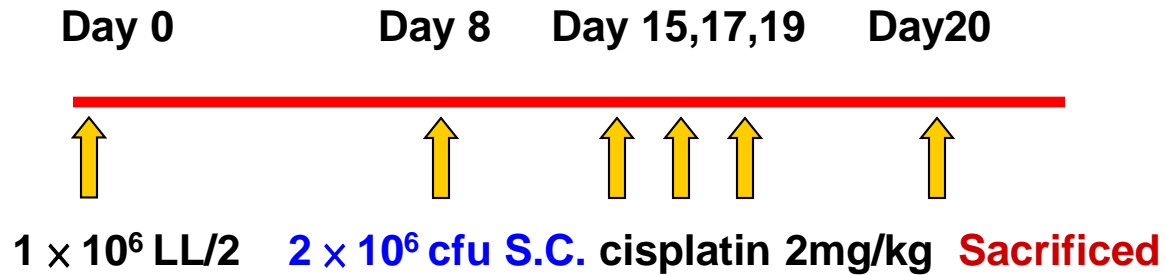 Day 0 Day 8 Day 15,17,19 Day20
1 × 10⁶ LL/2 2 × 10⁶ cfu S.C. cisplatin 2mg/kg Sacrificed